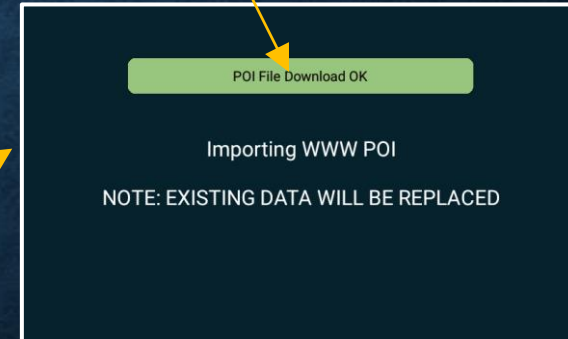 POI File Download OK
Importing WWW POI
NOTE: EXISTING DATA WILL BE REPLACED